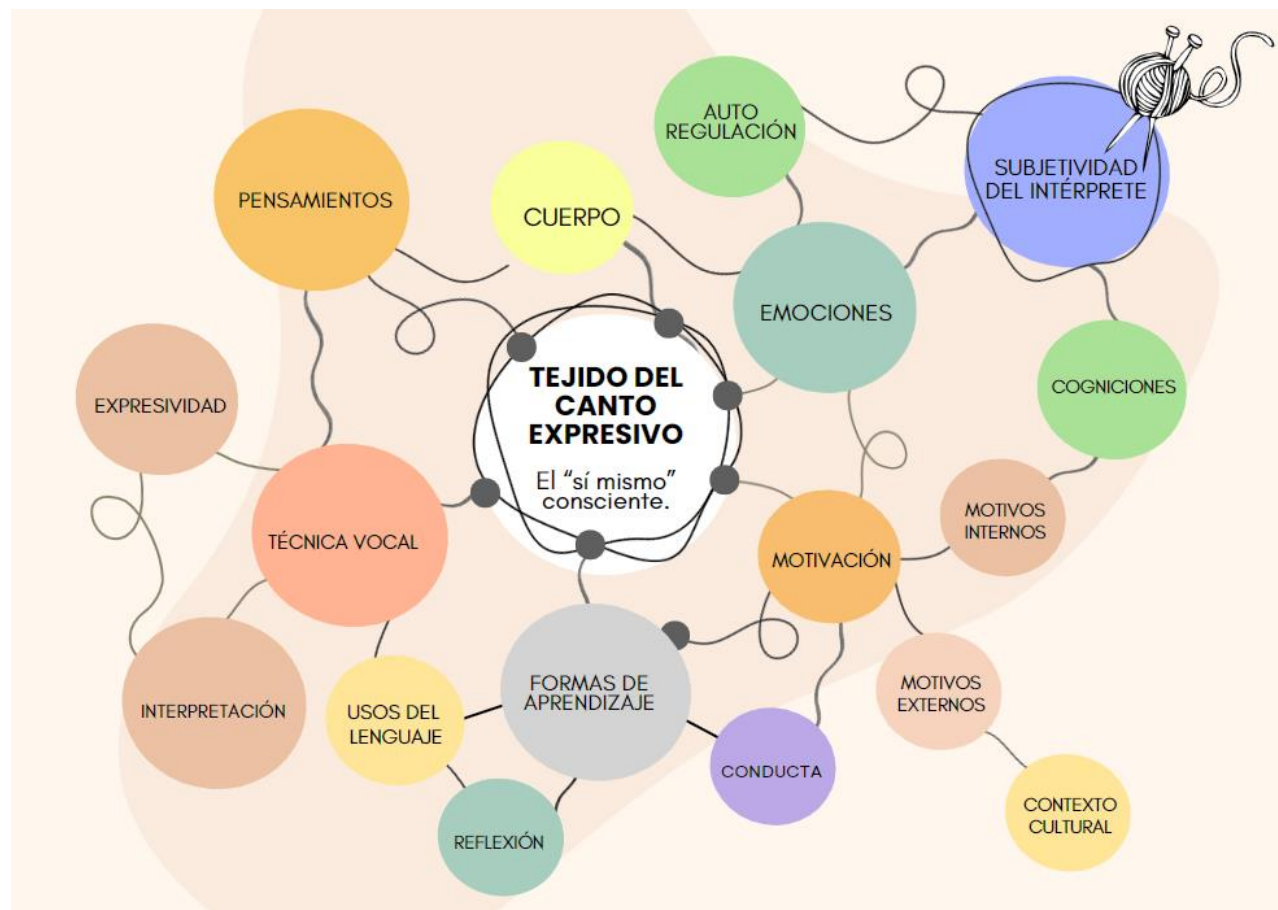 AUTO
REGULACIÓN
SUBJETIVIDAD
DEL INTÉRPRETE
PENSAMIENTOS
CUERPO
EMOCIONES
TEJIDO DEL
CANTO
EXPRESIVO
El “sí mismo”
consciente.
COGNICIONES
EXPRESIVIDAD
TÉCNICA VOCAL
MOTIVACIÓN
MOTIVOS
INTERNOS
FORMAS DE
APRENDIZAJE
MOTIVOS
EXTERNOS
INTERPRETACIÓN
USOS DEL
LENGUAJE
CONDUCTA
REFLEXIÓN
CONTEXTO
CULTURAL